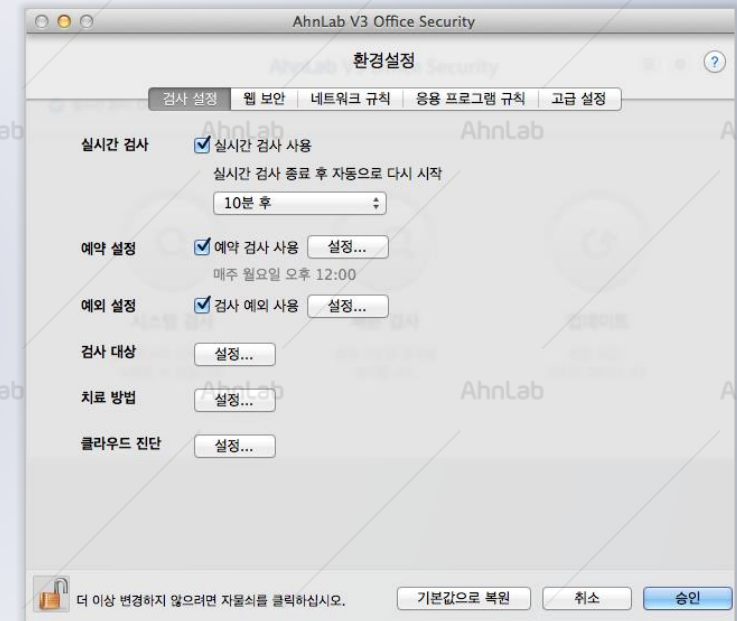 AhnLab V3 Office Security
환경설정
?
검사 설정 웹 보안 네트워크 규칙 응용 프로그램 규칙 고급 설정
실시간 검사 실시간 검사 사용
실시간 검사 종료 후 자동으로 다시 시작
10분 후
예약 설정 예약 검사 사용 설정...
매주 월요일 오후 12:00
예외 설정 검사 예외 사용 설정...
검사 대상 설정...
치료 방법 설정...
클라우드 진단 설정...
더 이상 변경하지 않으려면 자물쇠를 클릭하십시오. 기본값으로 복원 취소 승인
AhnLab AhnLab
AhnLab AhnLab